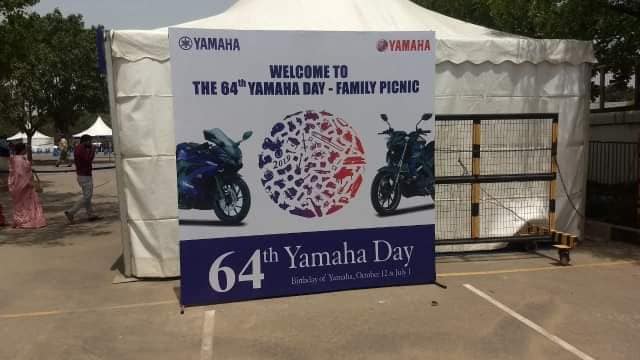 YAMAHA YAMAHA
WELCOME TO
THE 64th YAMAHA DAY - FAMILY PICNIC
2019
64th Yamaha Day
Birthday of Yamaha, October 12 & July 1